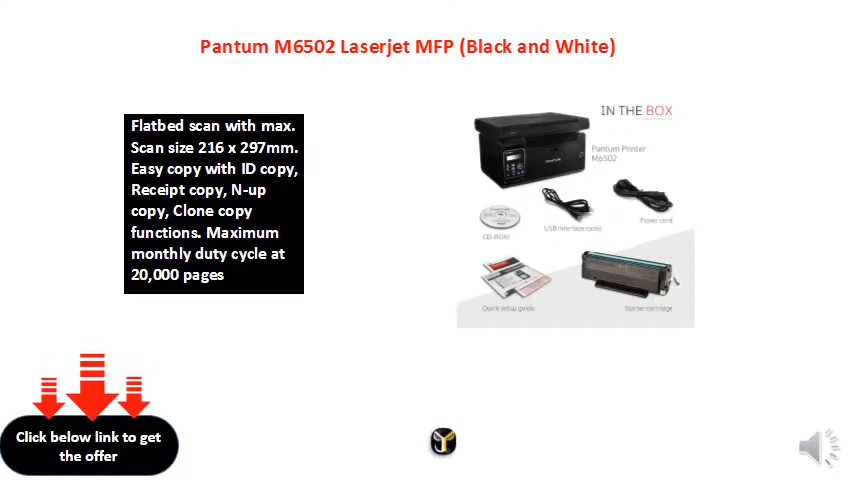 Pantum M6502 Laserjet MFP (Black and White)
Flatbed scan with max.
Scan size 216 x 297mm.
Easy copy with ID copy,
Receipt copy, N-up
copy, Clone copy
functions. Maximum
monthly duty cycle at
20,000 pages
IN THE BOX
Pantum Printer
M6502
Power cord
USB interface cable
CD-ROM
Quick setup guide
Starter cartridge
Click below link to get
the offer